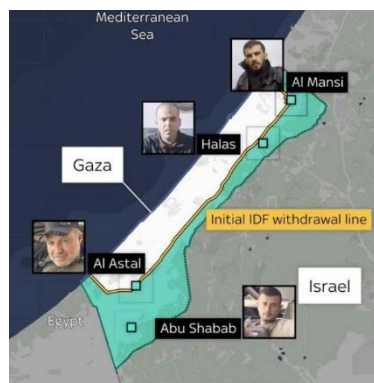 Mediterranean
Sea
Al Mansi
Halas
Gaza
Initial IDF withdrawal line
Al Astal
Israel
Egypt
Abu Shabab